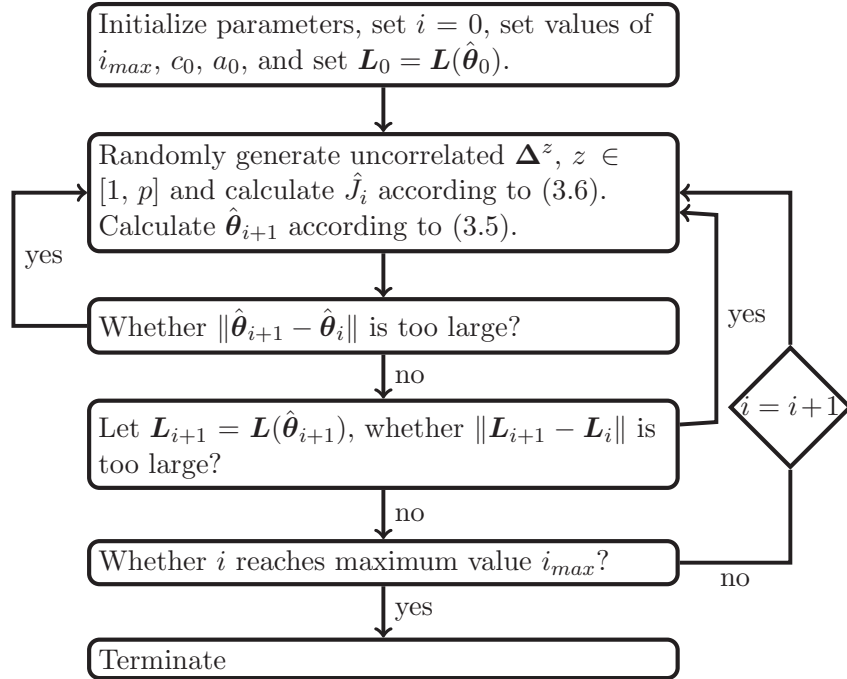 Initialize parameters, set i = 0, set values of
i_max, c_0, a_0, and set L_0 = L(θ̂_0).
Randomly generate uncorrelated Δ^z, z ∈
[1, p] and calculate Ĵ_i according to (3.6).
Calculate θ̂_{i+1} according to (3.5).
yes
Whether ‖θ̂_{i+1} − θ̂_i‖ is too large?
yes
no
i = i+1
Let L_{i+1} = L(θ̂_{i+1}), whether ‖L_{i+1} − L_i‖ is
too large?
no
Whether i reaches maximum value i_max?
no
yes
Terminate